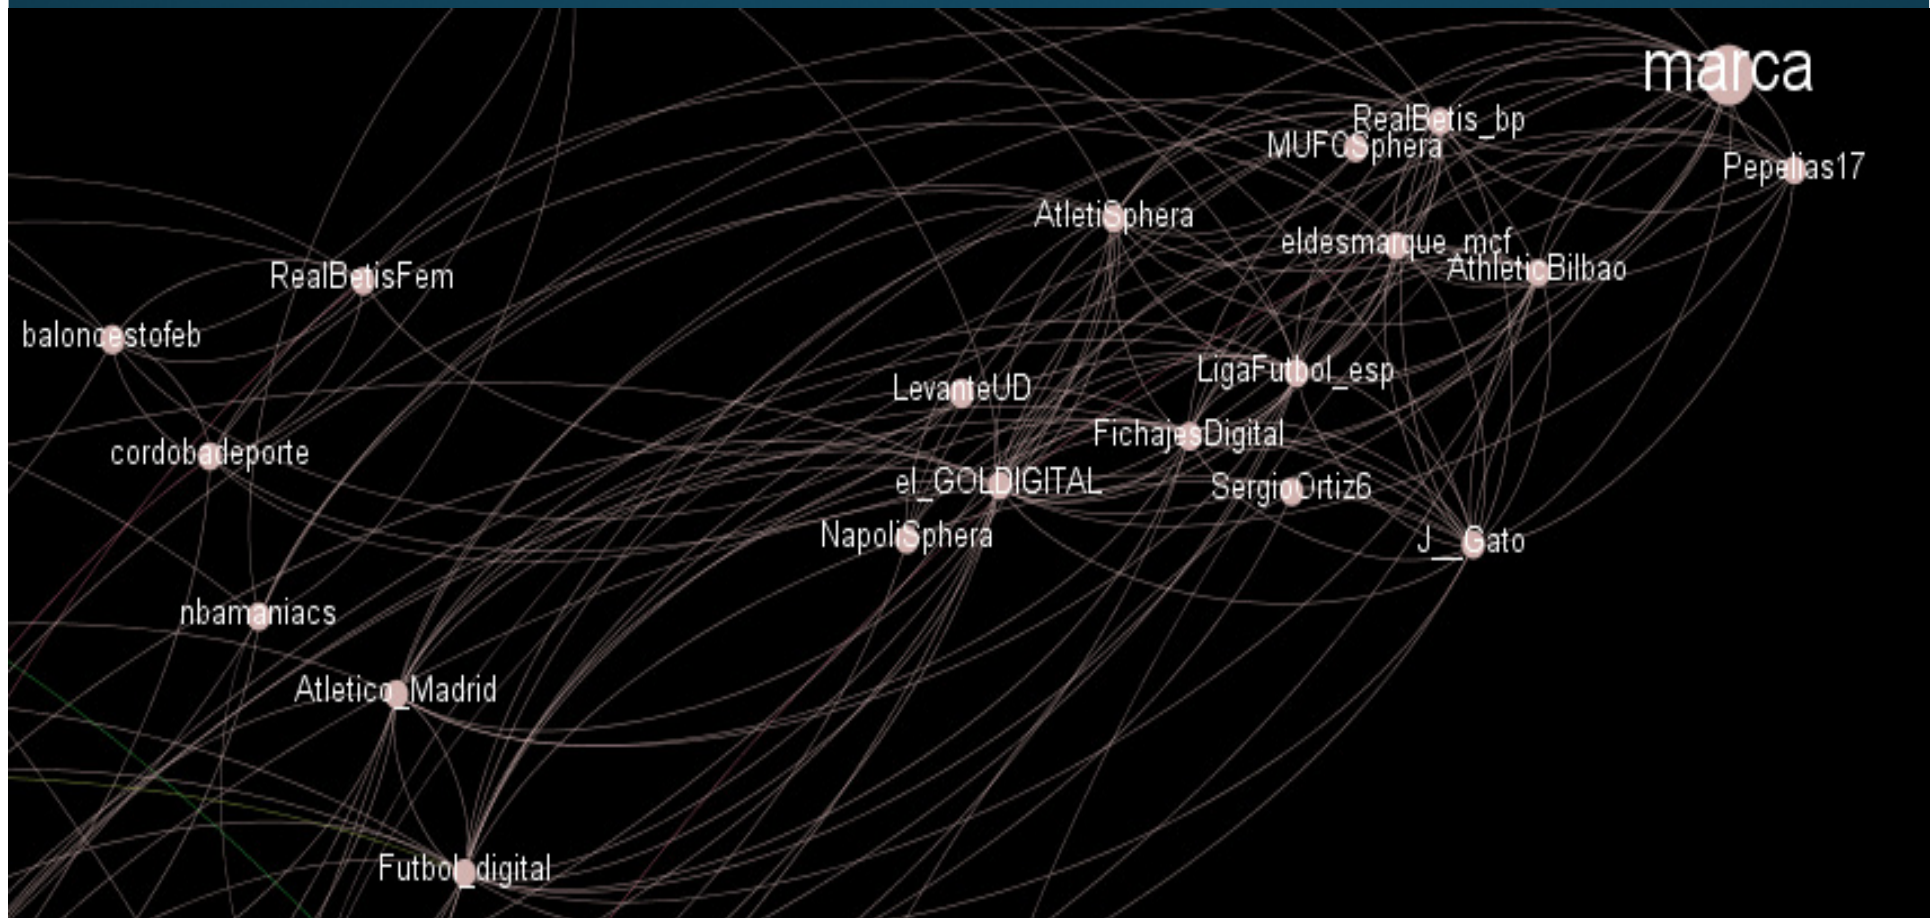 marca
RealBetis_bp
MUFCSphera
Pepelias17
AtletiSphera
eldesmarque_mcf
AthleticBilbao
RealBetisFem
baloncestofeb
LigaFutbol_esp
LevanteUD
FichajesDigital
cordobadeporte
el_GOLDIGITAL
SergioOrtiz6
NapoliSphera
J__Gato
nbamaniacs
Atletico_Madrid
Futbol_digital